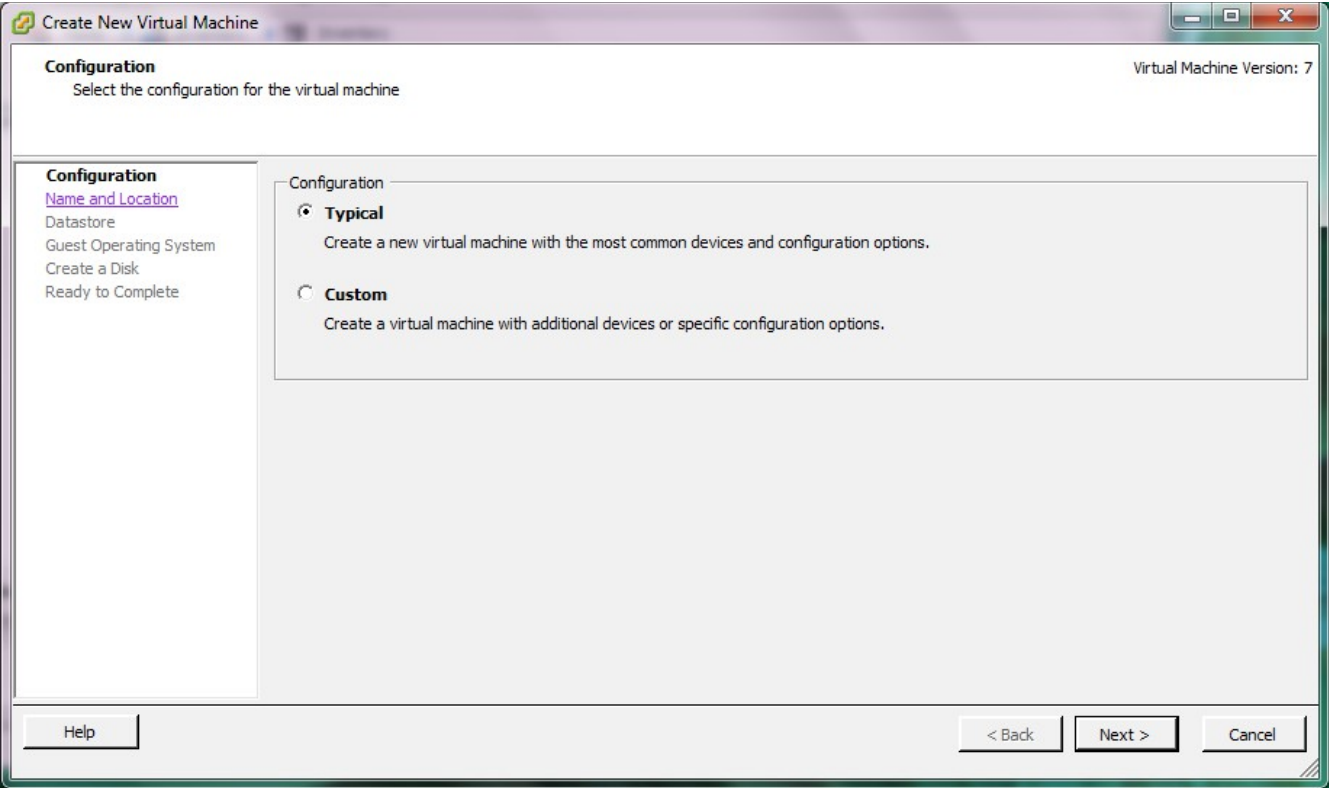 Create New Virtual Machine
Configuration
Virtual Machine Version: 7
Select the configuration for the virtual machine
Configuration
Name and Location
Datastore
Guest Operating System
Create a Disk
Ready to Complete
Configuration
Typical
Create a new virtual machine with the most common devices and configuration options.
Custom
Create a virtual machine with additional devices or specific configuration options.
Help
< Back
Next >
Cancel